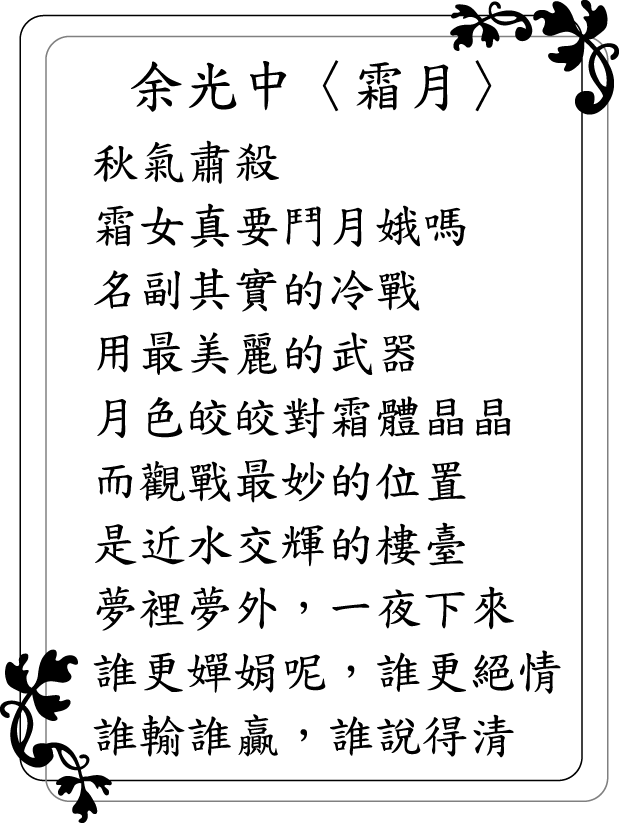 余光中〈霜月〉
秋氣肅殺
霜女真要鬥月娥嗎
名副其實的冷戰
用最美麗的武器
月色皎皎對霜體晶晶
而觀戰最妙的位置
是近水交輝的樓臺
夢裡夢外，一夜下來
誰更嬋娟呢，誰更絕情
誰輸誰贏，誰說得清